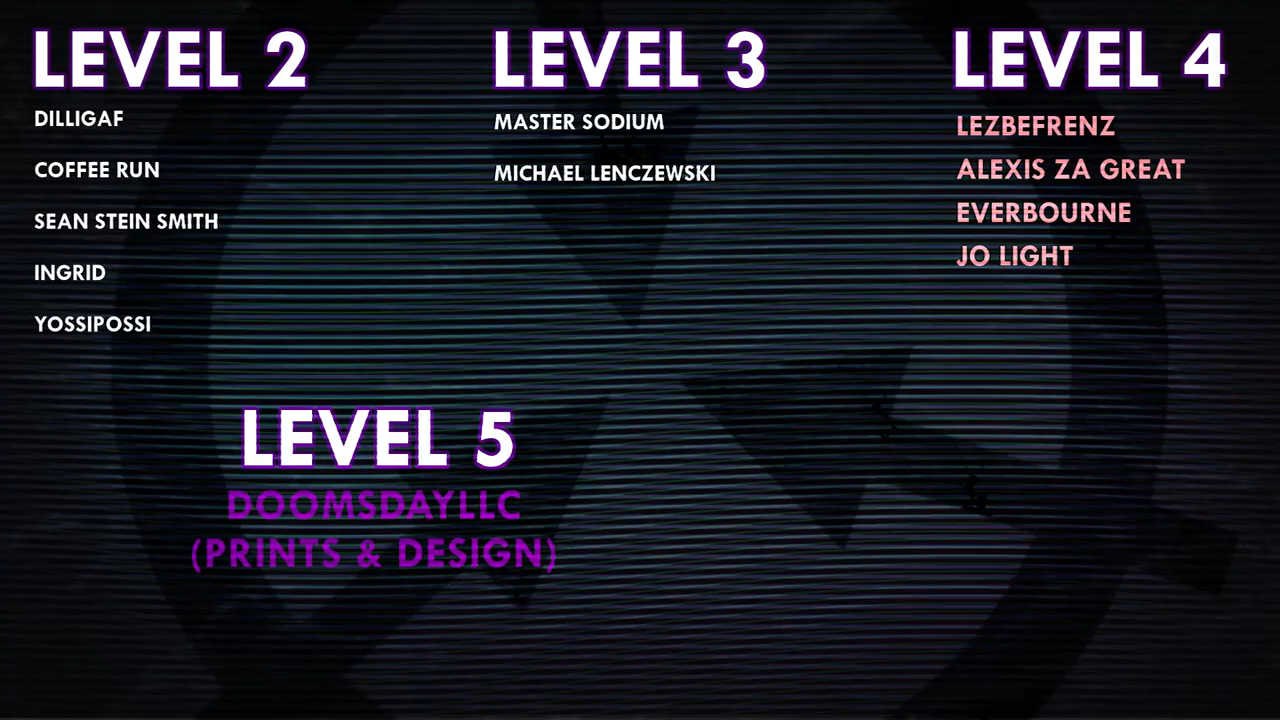 LEVEL 2
DILLIGAF
COFFEE RUN
SEAN STEIN SMITH
INGRID
YOSSIPOSSI
LEVEL 3
MASTER SODIUM
MICHAEL LENCZEWSKI
LEVEL 4
LEZBEFRENZ
ALEXIS ZA GREAT
EVERBOURNE
JO LIGHT
LEVEL 5
DOOMSDAYLLC
(PRINTS & DESIGN)